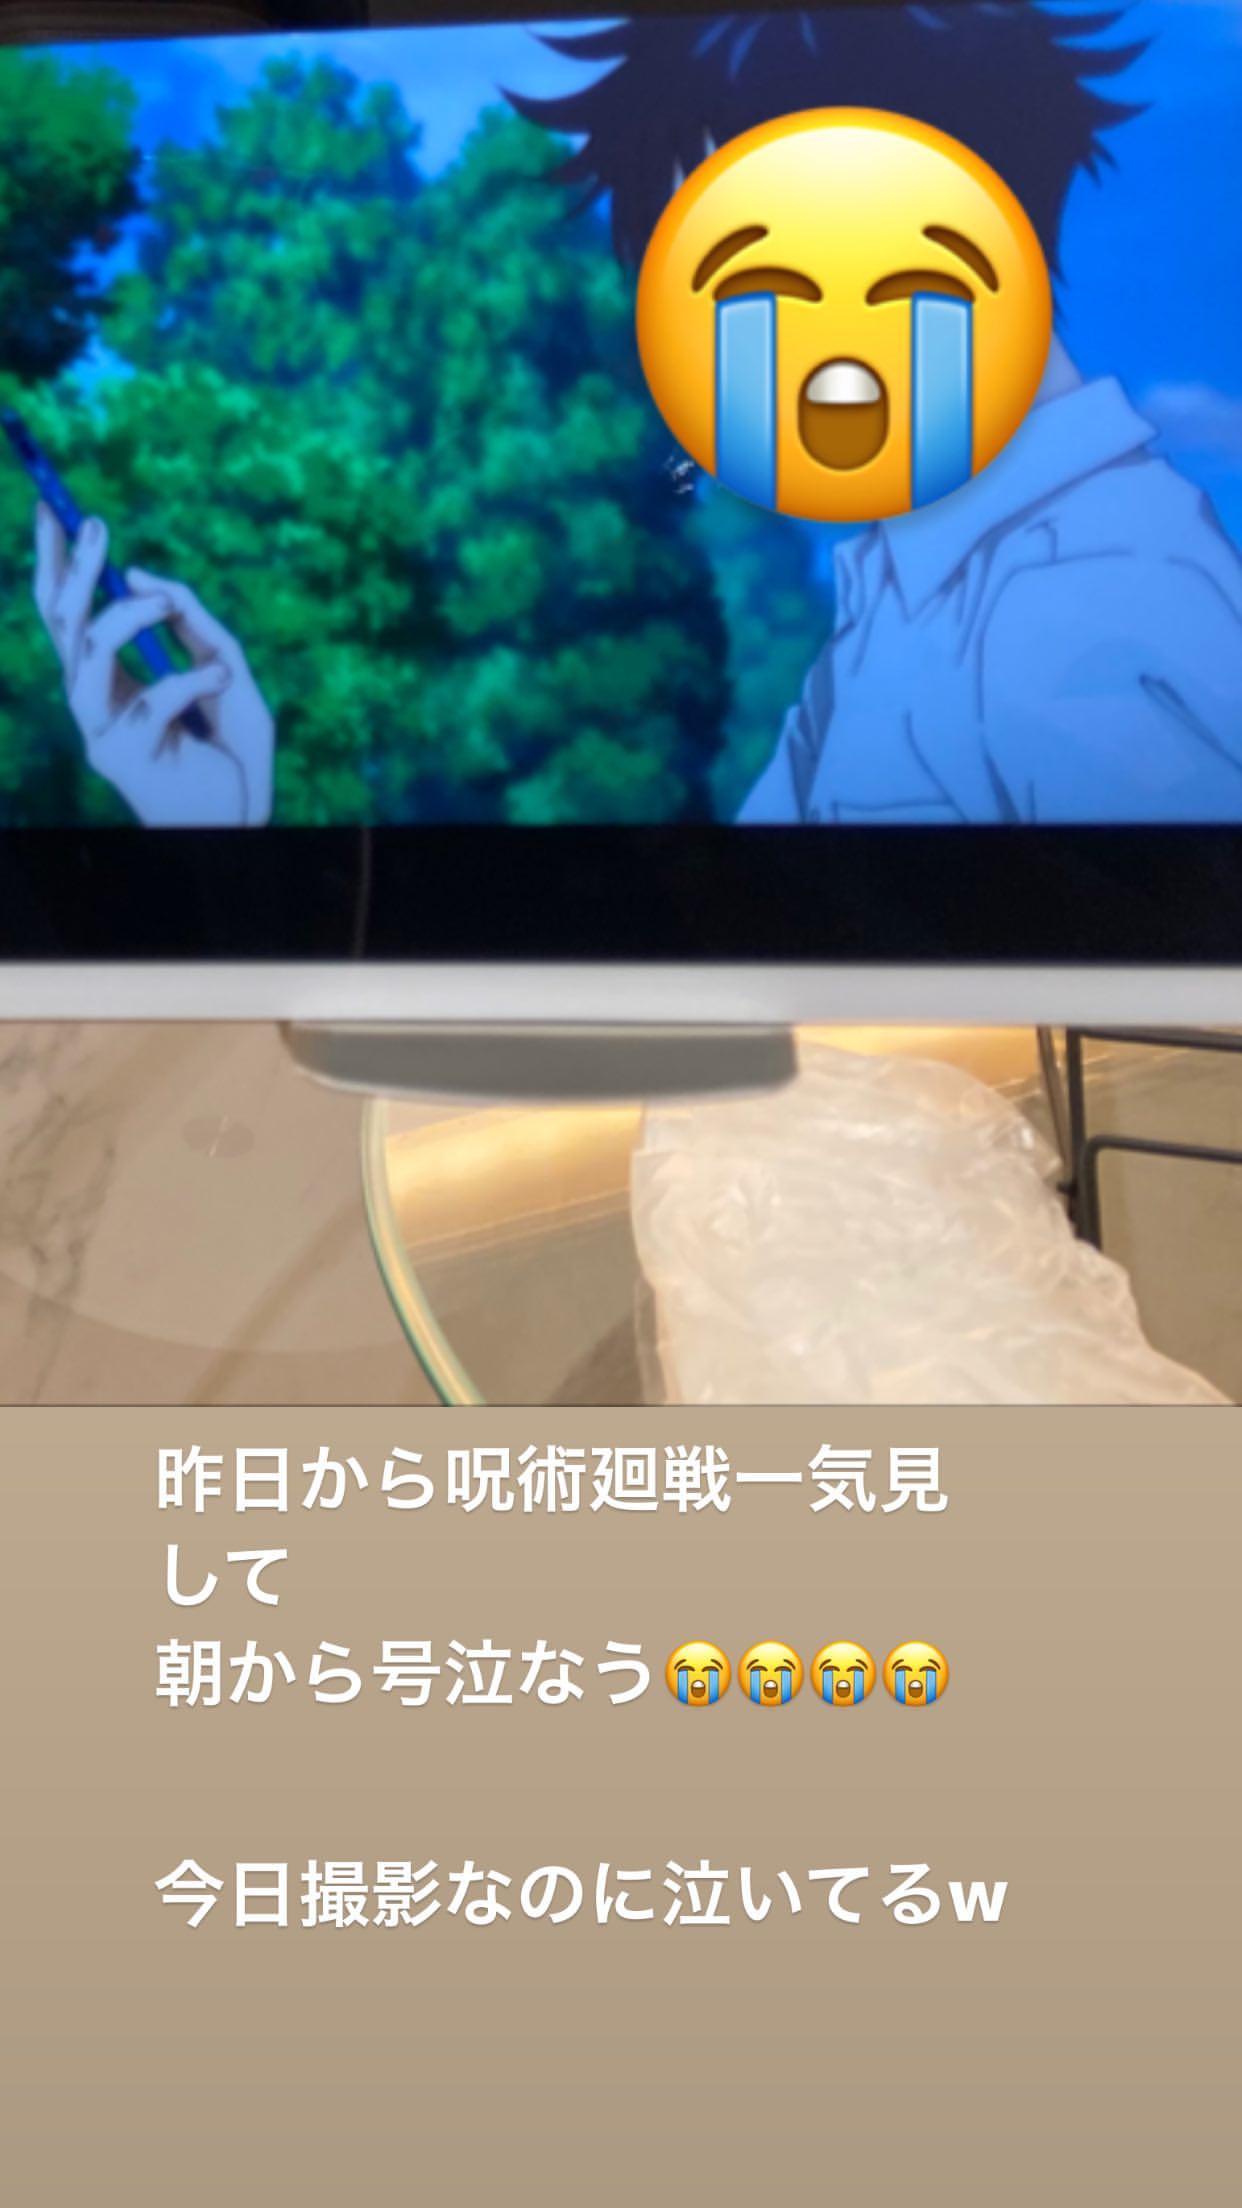 昨日から呪術廻戦一気見
して
朝から号泣なう😭😭😭😭
今日撮影なのに泣いてるw